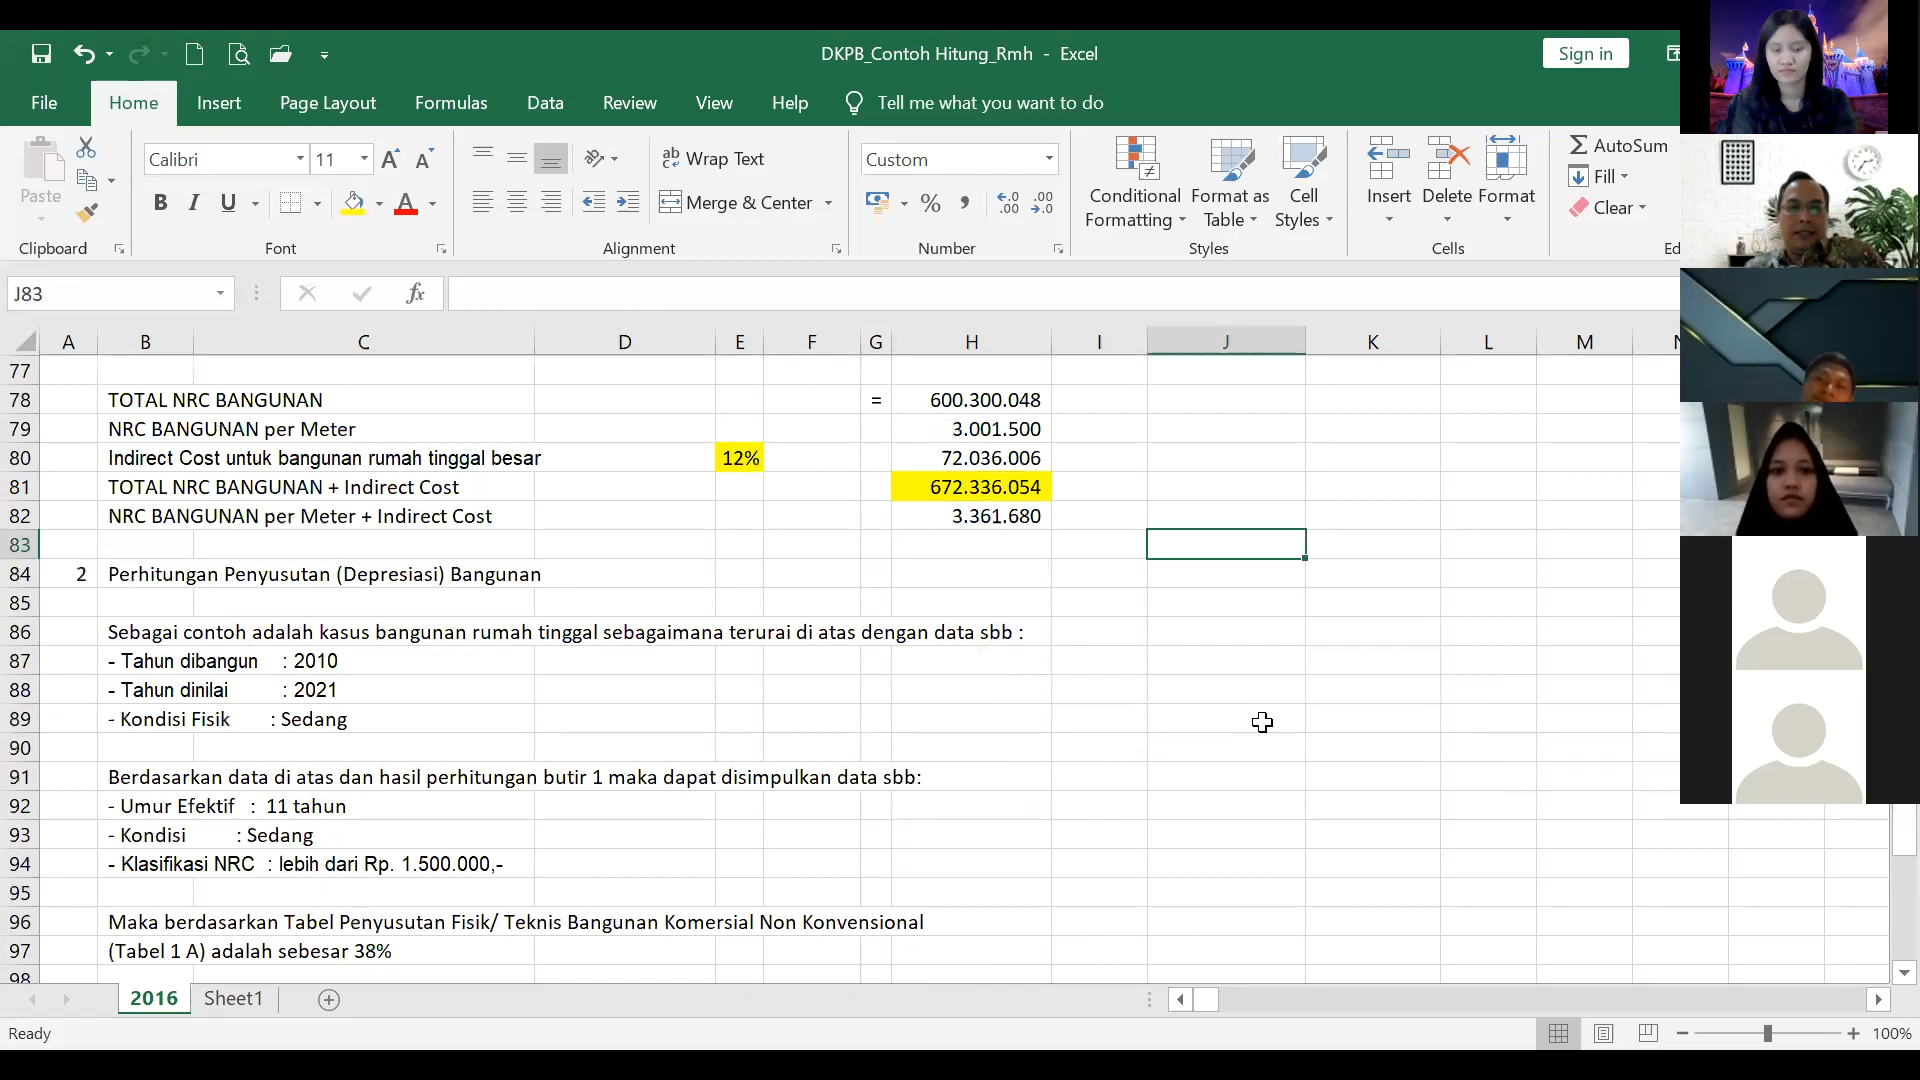 DKPB_Contoh Hitung_Rmh - Excel
Sign in
File Home Insert Page Layout Formulas Data Review View Help Tell me what you want to do
Paste
Calibri 11
B I U A
ab Wrap Text
Merge & Center
Custom
% ,
Conditional Formatting
Format as Table
Cell Styles
Insert Delete Format
AutoSum
Fill
Clear
Clipboard Font Alignment Number Styles Cells
J83 fx
A B C D E F G H I J K L M
77
78 TOTAL NRC BANGUNAN = 600.300.048
79 NRC BANGUNAN per Meter 3.001.500
80 Indirect Cost untuk bangunan rumah tinggal besar 12% 72.036.006
81 TOTAL NRC BANGUNAN + Indirect Cost 672.336.054
82 NRC BANGUNAN per Meter + Indirect Cost 3.361.680
83
84 2 Perhitungan Penyusutan (Depresiasi) Bangunan
85
86 Sebagai contoh adalah kasus bangunan rumah tinggal sebagaimana terurai di atas dengan data sbb :
87 - Tahun dibangun : 2010
88 - Tahun dinilai : 2021
89 - Kondisi Fisik : Sedang
90
91 Berdasarkan data di atas dan hasil perhitungan butir 1 maka dapat disimpulkan data sbb:
92 - Umur Efektif : 11 tahun
93 - Kondisi : Sedang
94 - Klasifikasi NRC : lebih dari Rp. 1.500.000,-
95
96 Maka berdasarkan Tabel Penyusutan Fisik/ Teknis Bangunan Komersial Non Konvensional
97 (Tabel 1 A) adalah sebesar 38%
98
2016 Sheet1
Ready 100%